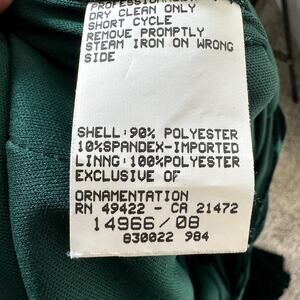 PROFESSIONALLY
DRY CLEAN ONLY
SHORT CYCLE
REMOVE PROMPTLY
STEAM IRON ON WRONG
SIDE
SHELL:90% POLYESTER
10%SPANDEX-IMPORTED
LINNG:100%POLYESTER
EXCLUSIVE OF
ORNAMENTATION
RN 49422 - CA 21472
14966/08
830022 984